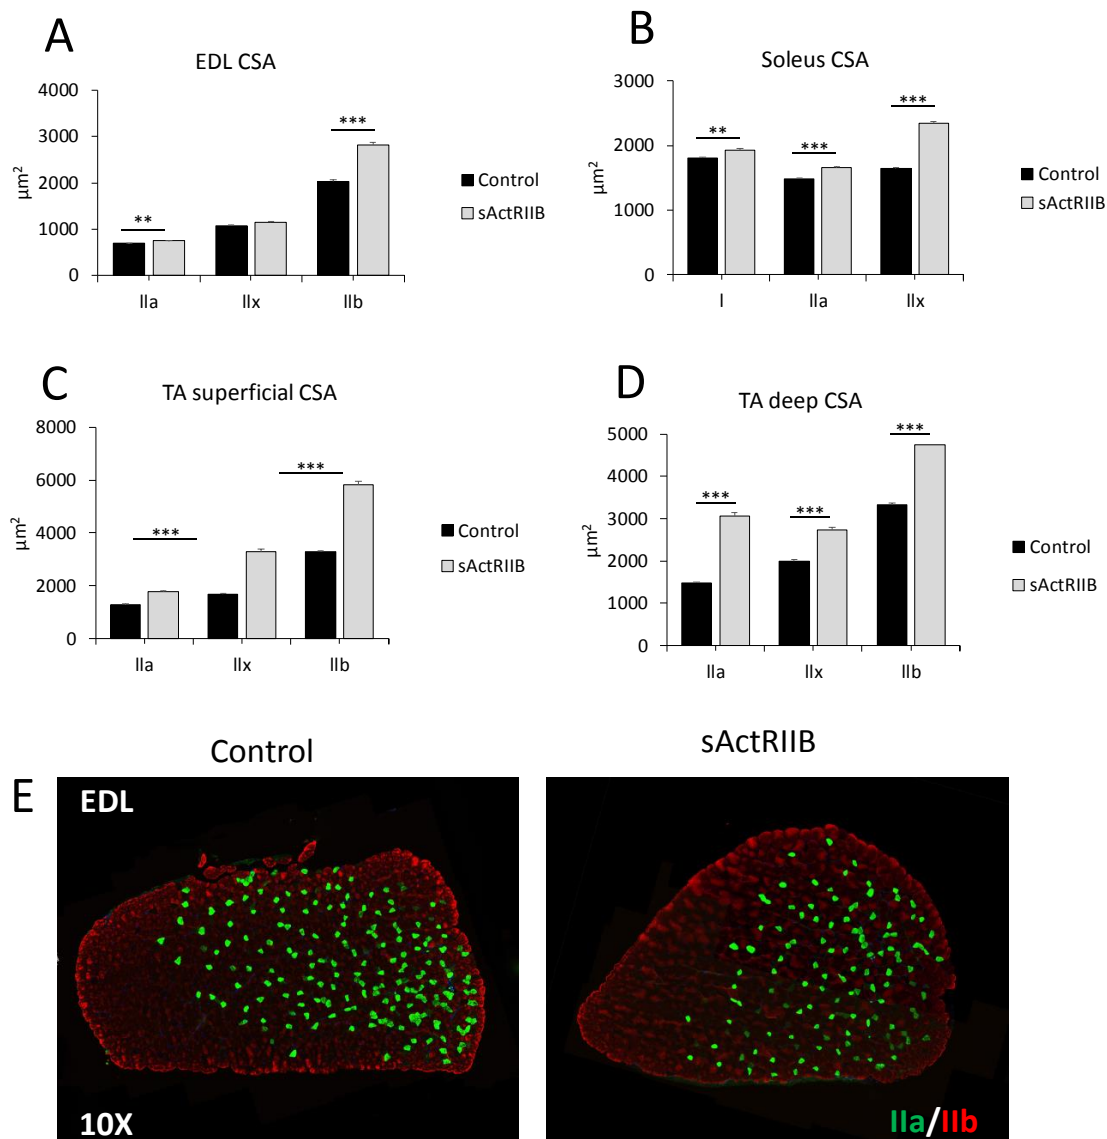 A
EDL CSA
4000
3000
2000
1000
0
µm²
**
***
IIa
IIx
IIb
Control
sActRIIB
B
Soleus CSA
3000
2000
1000
0
µm²
**
***
***
I
IIa
IIx
Control
sActRIIB
C
TA superficial CSA
8000
6000
4000
2000
0
µm²
***
***
IIa
IIx
IIb
Control
sActRIIB
D
TA deep CSA
5000
4000
3000
2000
1000
0
µm²
***
***
***
IIa
IIx
IIb
Control
sActRIIB
Control
sActRIIB
E
EDL
10X
IIa/IIb